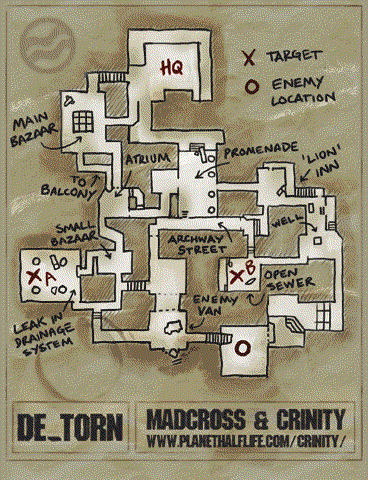 HQ
X TARGET
O ENEMY
LOCATION
MAIN
BAZAAR
ATRIUM
PROMENADE
'LION'
INN
TO
BALCONY
SMALL
BAZAAR
ARCHWAY
STREET
WELL
A
B
OPEN
SEWER
LEAK IN
DRAINAGE
SYSTEM
ENEMY
VAN
DE_TORN
MADCROSS & CRINITY
WWW.PLANETHALFLIFE.COM/CRINITY/